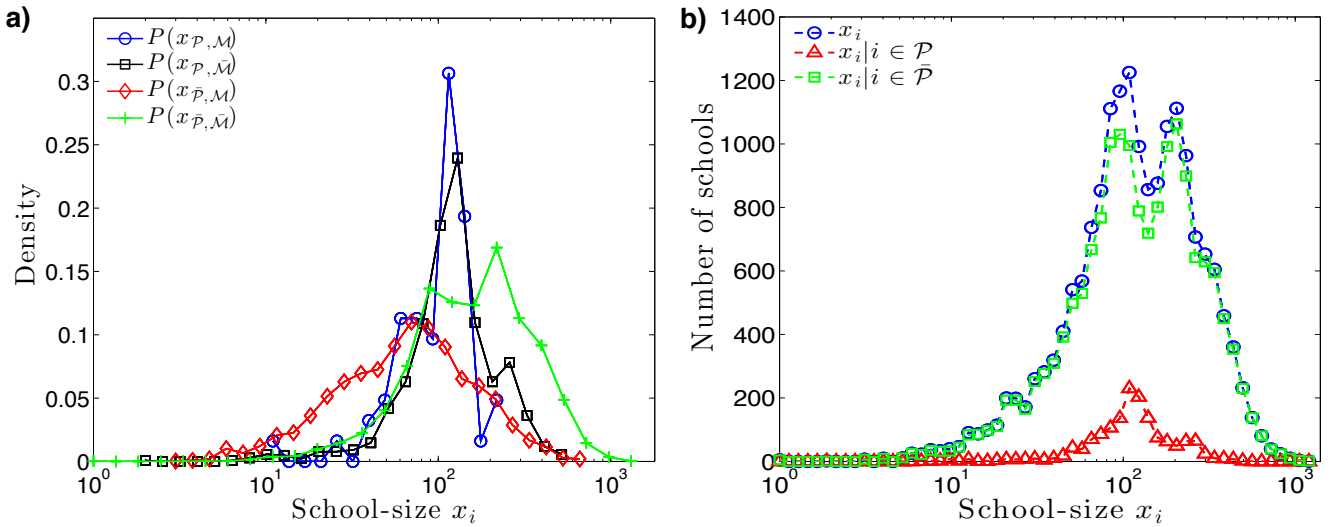 a)
P(x_{𝒫,ℳ})
P(x_{𝒫,ℳ̄})
P(x_{𝒫̄,ℳ})
P(x_{𝒫̄,ℳ̄})
0.3
0.25
0.2
0.15
0.1
0.05
0
Density
10^0 10^1 10^2 10^3
School-size x_i
b)
x_i
x_i|i ∈ 𝒫
x_i|i ∈ 𝒫̄
1400
1200
1000
800
600
400
200
0
Number of schools
10^0 10^1 10^2 10^3
School-size x_i